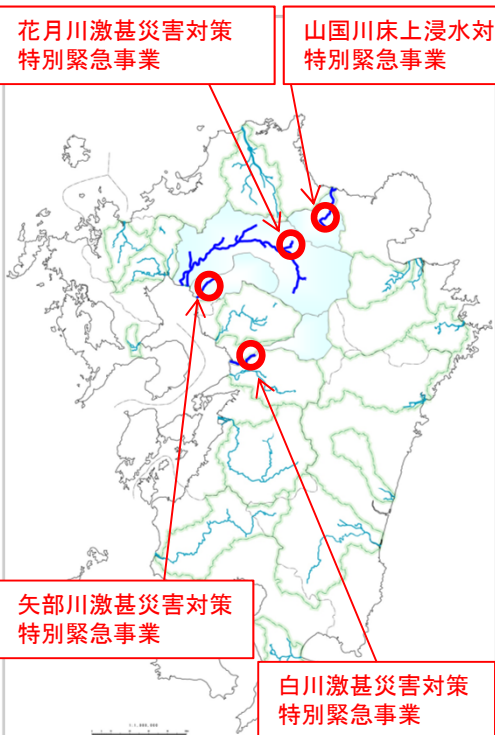 花月川激甚災害対策
特別緊急事業
山国川床上浸水対
特別緊急事業
矢部川激甚災害対策
特別緊急事業
白川激甚災害対策
特別緊急事業